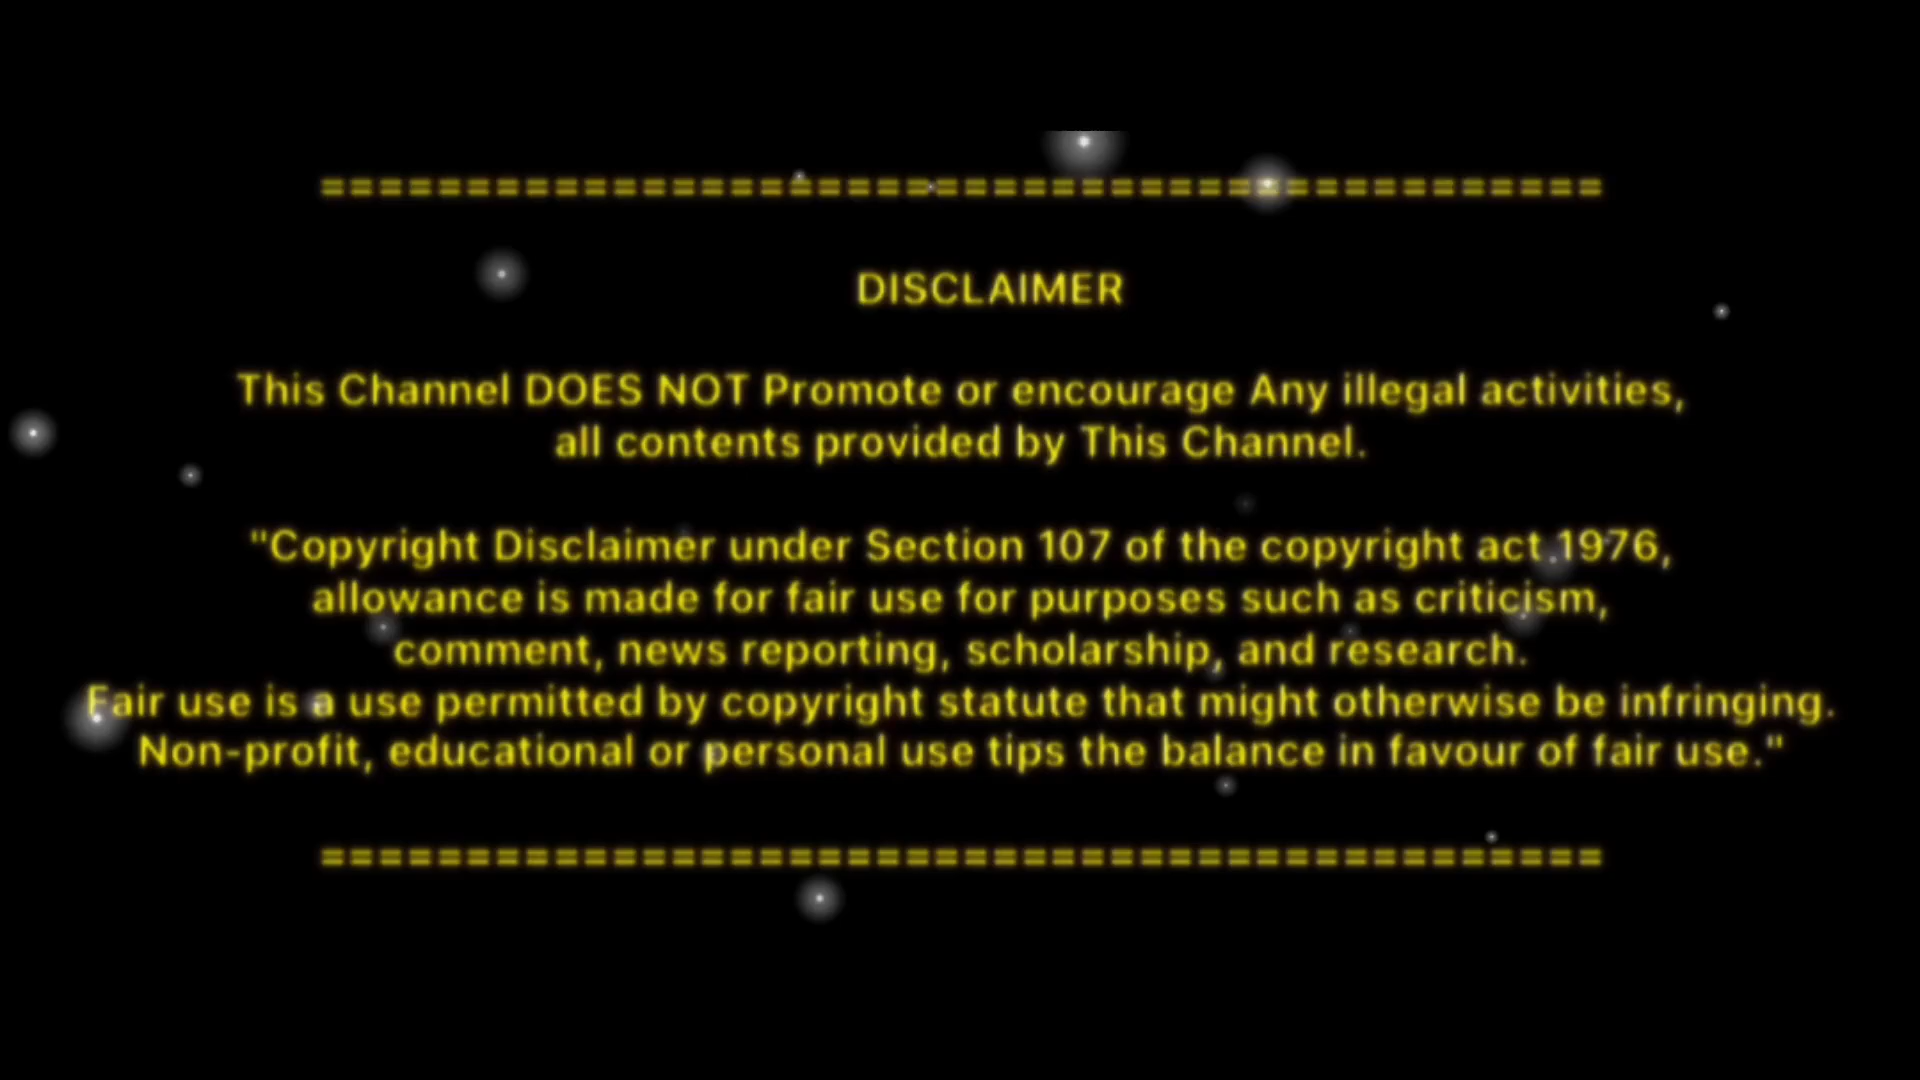 ============================================
DISCLAIMER
This Channel DOES NOT Promote or encourage Any illegal activities,
all contents provided by This Channel.
"Copyright Disclaimer under Section 107 of the copyright act 1976,
allowance is made for fair use for purposes such as criticism,
comment, news reporting, scholarship, and research.
Fair use is a use permitted by copyright statute that might otherwise be infringing.
Non-profit, educational or personal use tips the balance in favour of fair use."
============================================